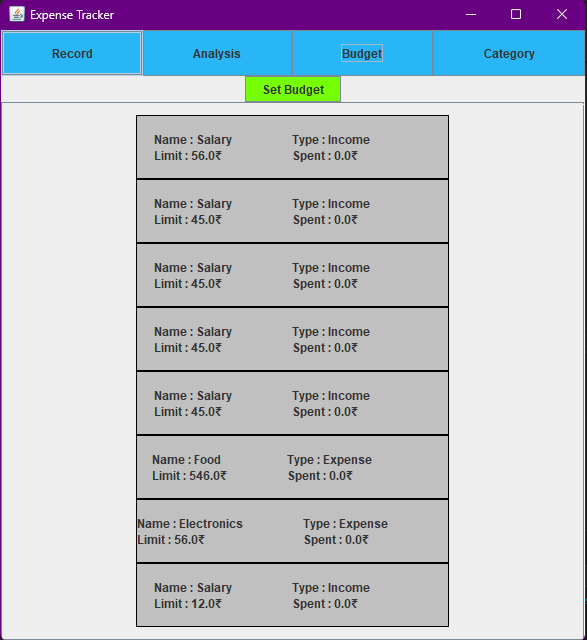 Expense Tracker
Record Analysis Budget Category
Set Budget
Name : Salary Type : Income
Limit : 56.0₹ Spent : 0.0₹
Name : Salary Type : Income
Limit : 45.0₹ Spent : 0.0₹
Name : Salary Type : Income
Limit : 45.0₹ Spent : 0.0₹
Name : Salary Type : Income
Limit : 45.0₹ Spent : 0.0₹
Name : Salary Type : Income
Limit : 45.0₹ Spent : 0.0₹
Name : Food Type : Expense
Limit : 546.0₹ Spent : 0.0₹
Name : Electronics Type : Expense
Limit : 56.0₹ Spent : 0.0₹
Name : Salary Type : Income
Limit : 12.0₹ Spent : 0.0₹